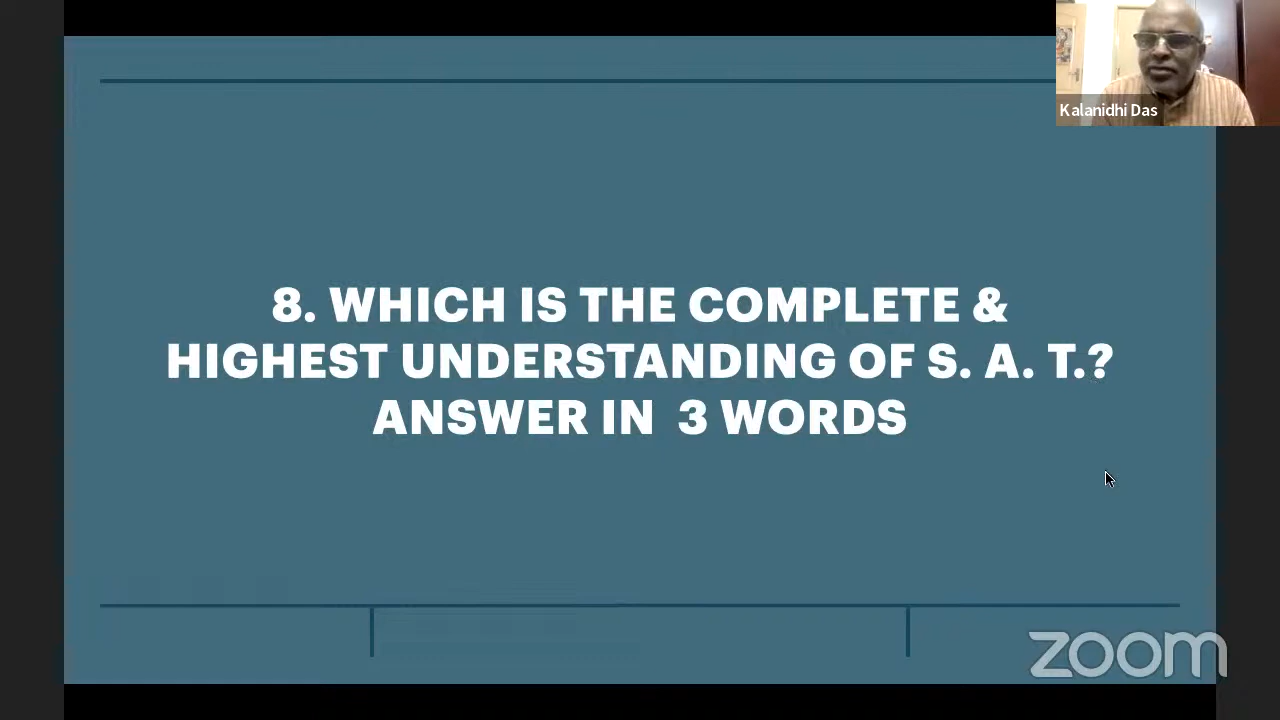 Kalanidhi Das
8. WHICH IS THE COMPLETE &
HIGHEST UNDERSTANDING OF S. A. T.?
ANSWER IN 3 WORDS
zoom